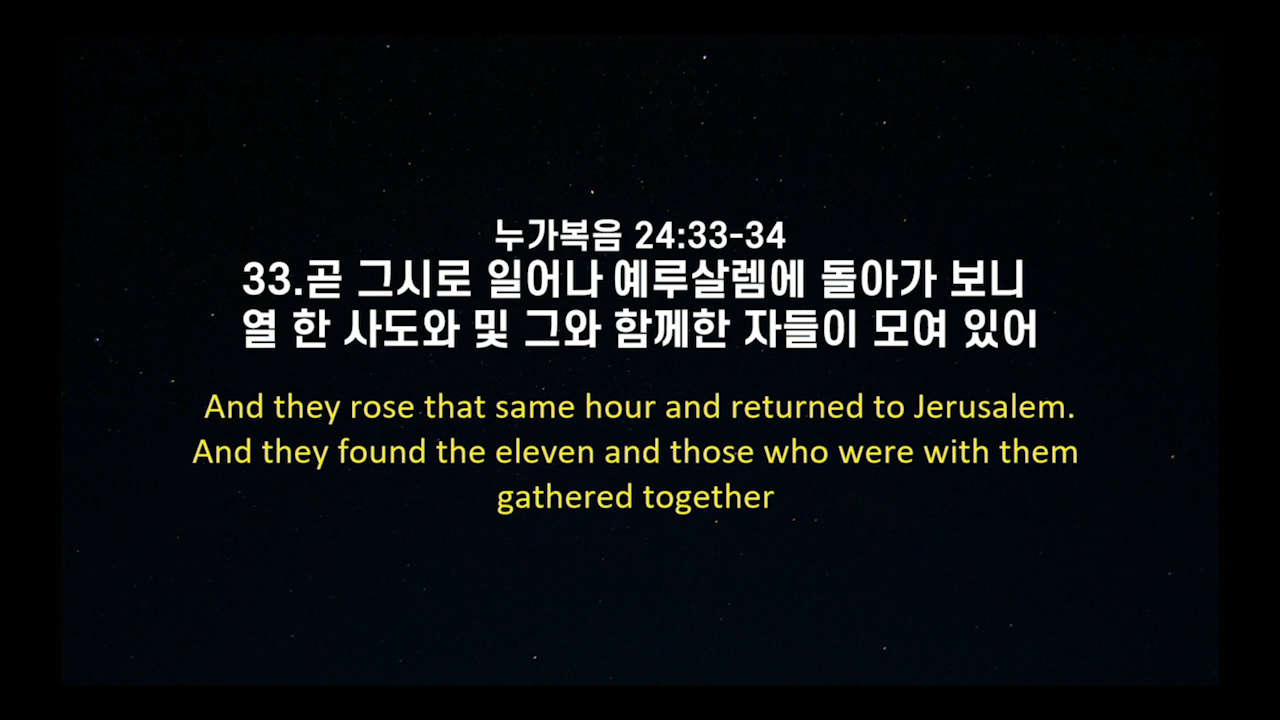 누가복음 24:33-34
33.곧 그시로 일어나 예루살렘에 돌아가 보니
열 한 사도와 및 그와 함께한 자들이 모여 있어
And they rose that same hour and returned to Jerusalem.
And they found the eleven and those who were with them
gathered together